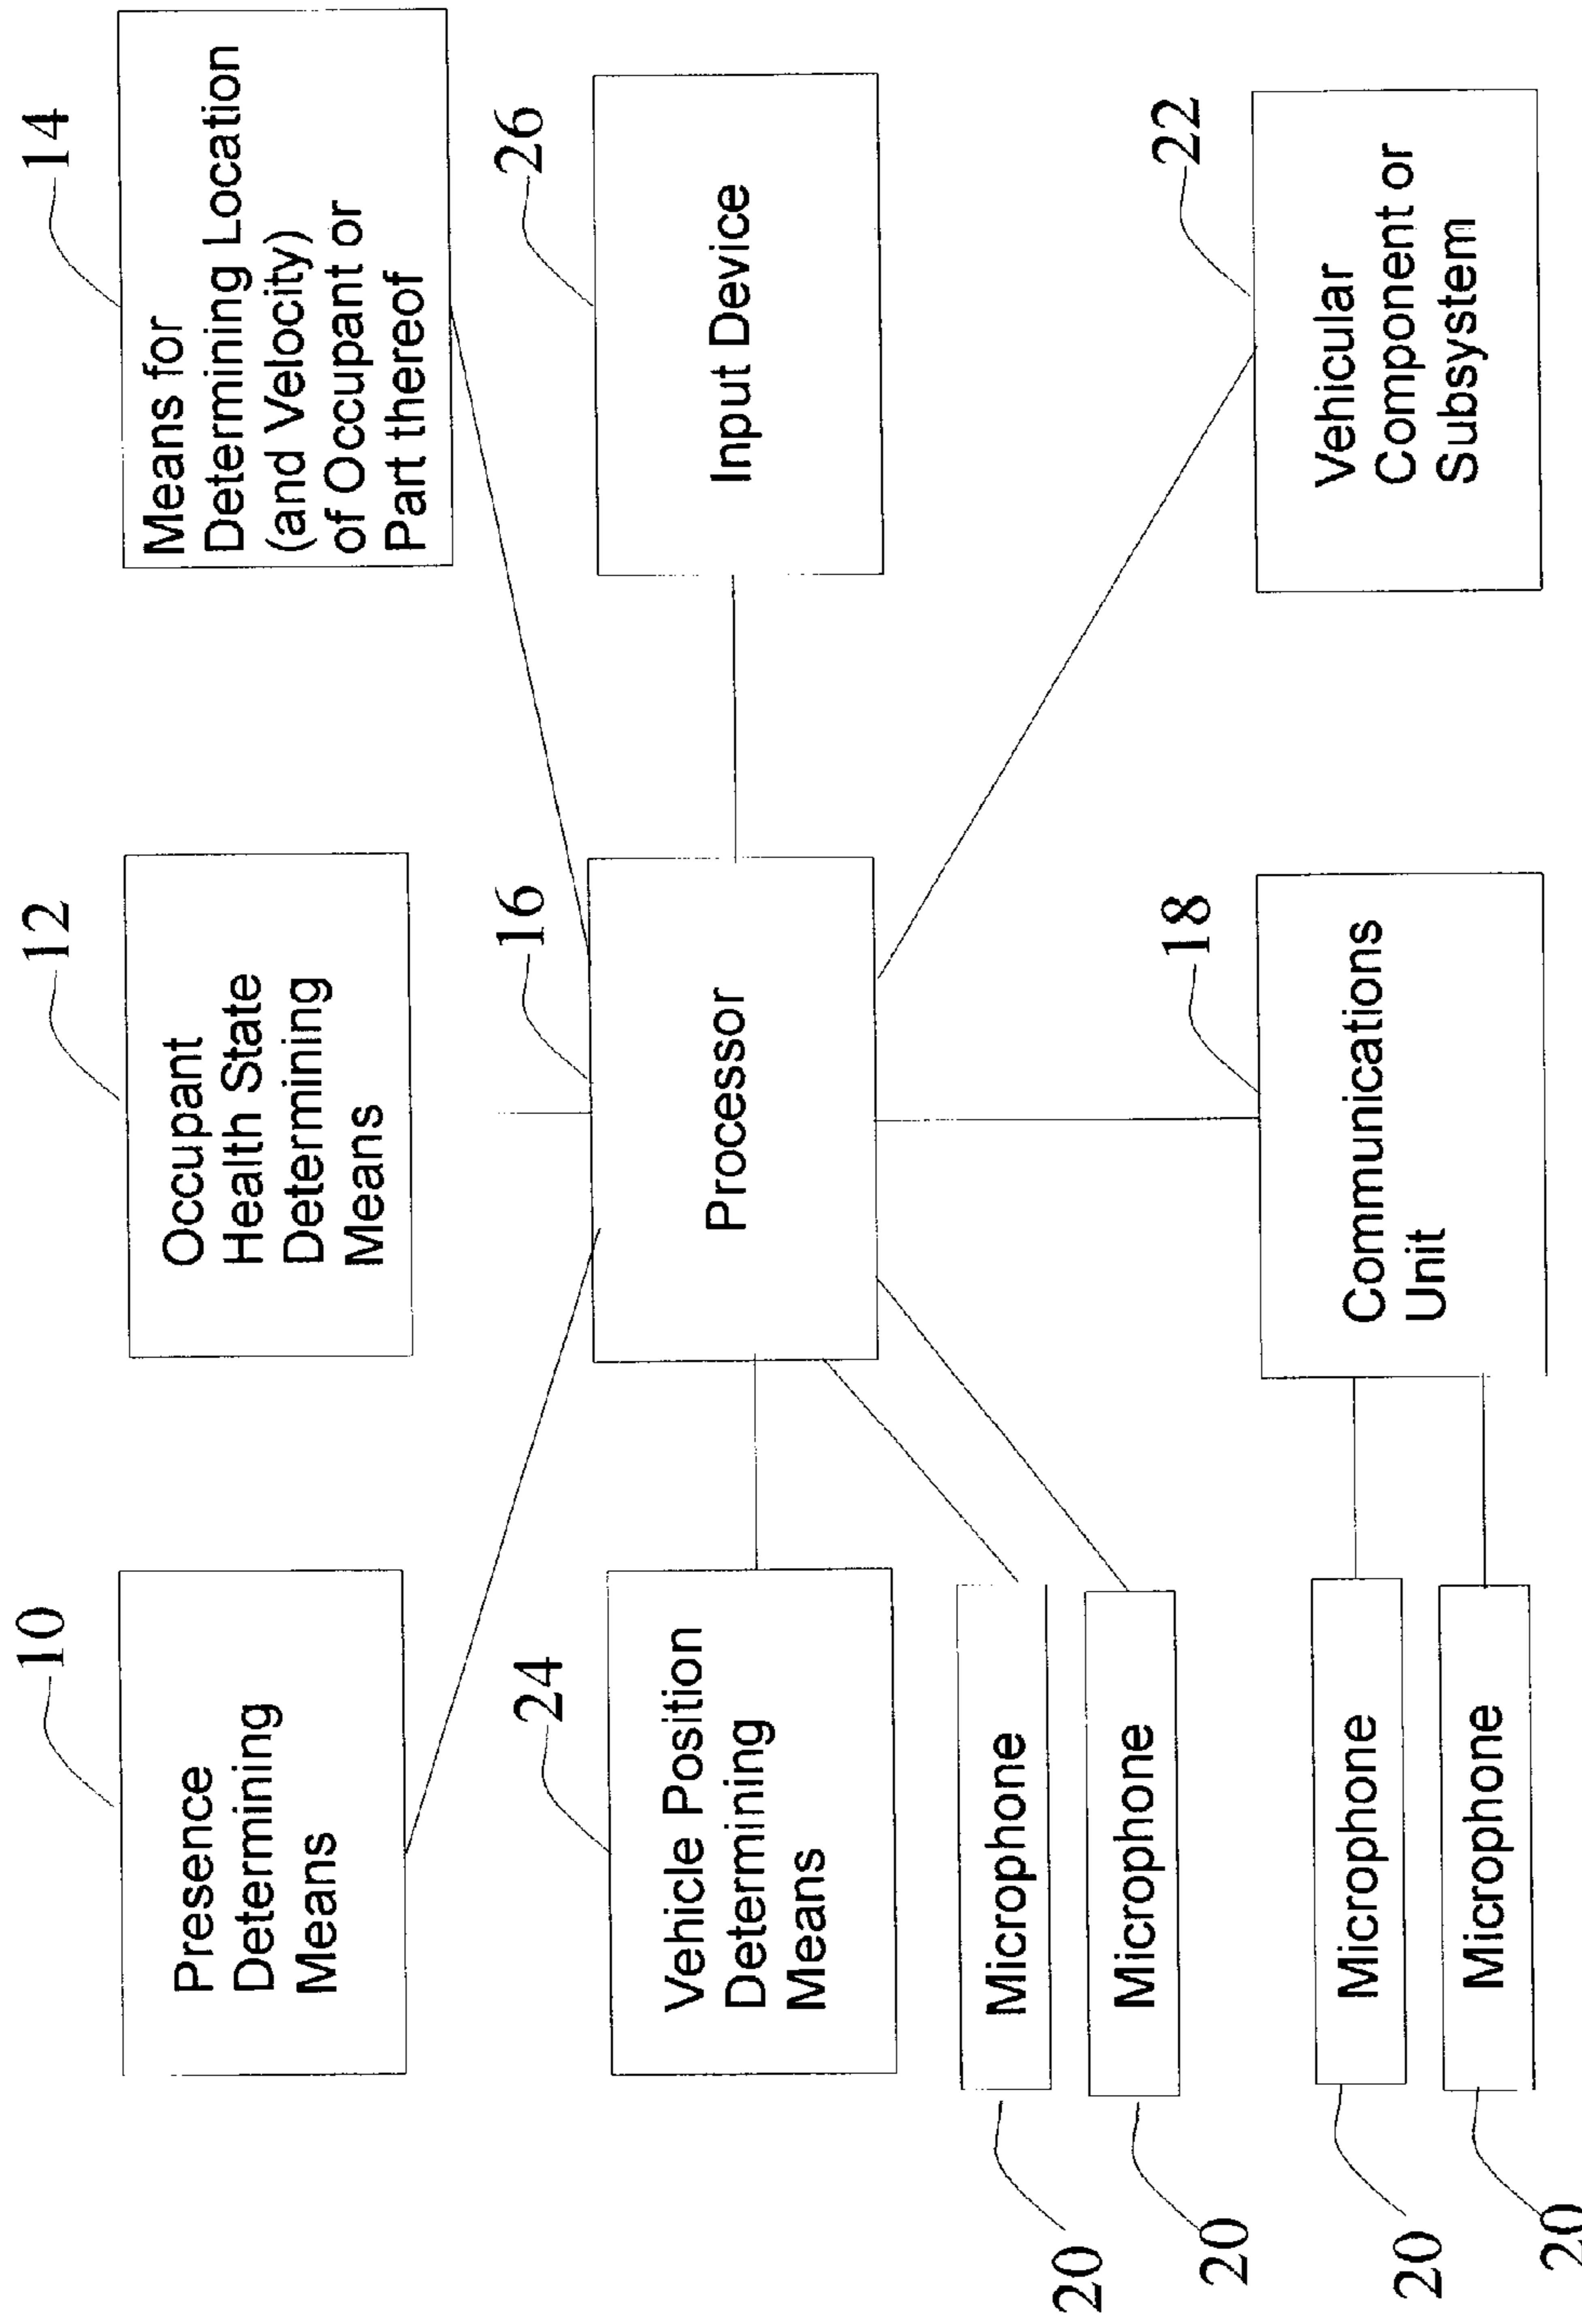 10
Presence
Determining
Means
12
Occupant
Health State
Determining
Means
14
Means for
Determining Location
(and Velocity)
of Occupant or
Part thereof
24
Vehicle Position
Determining
Means
16
Processor
26
Input Device
20
Microphone
20
Microphone
18
Communications
Unit
22
Vehicular
Component or
Subsystem
20
Microphone
20
Microphone